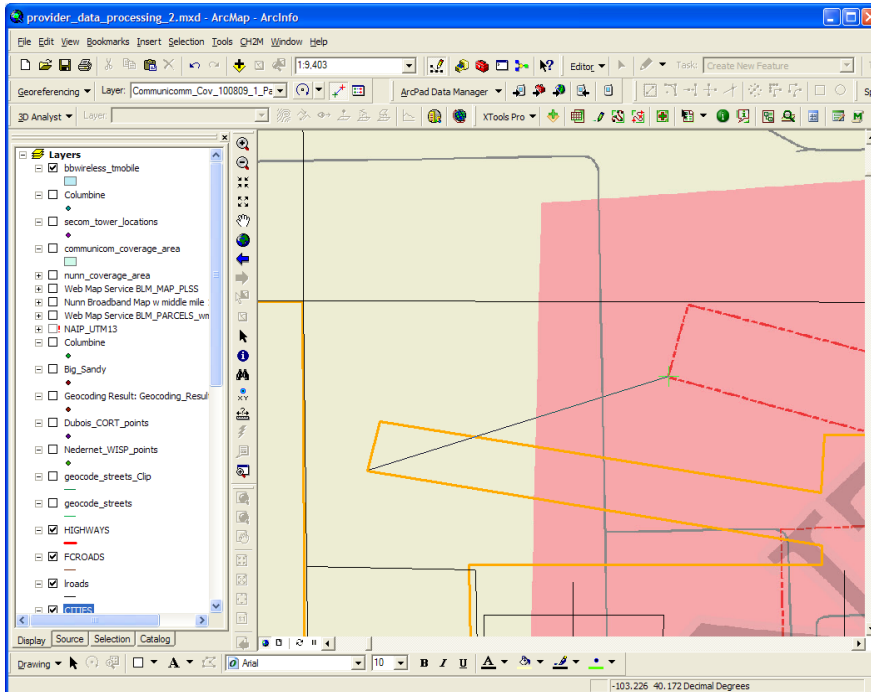 provider_data_processing_2.mxd - ArcMap - ArcInfo
File Edit View Bookmarks Insert Selection Tools CH2M Window Help
1:9,403 Editor Task: Create New Feature
Georeferencing Layer: Communicomm_Cov_100809_1_Pa ArcPad Data Manager Sp
3D Analyst Layer: XTools Pro
Layers
bbwireless_tmobile
Columbine
secom_tower_locations
communicom_coverage_area
nunn_coverage_area
Web Map Service BLM_MAP_PLSS
Nunn Broadband Map w middle mile
Web Map Service BLM_PARCELS_wm
NAIP_UTM13
Columbine
Big_Sandy
Geocoding Result: Geocoding_Resul
Dubois_CORT_points
Nedernet_WISP_points
geocode_streets_Clip
geocode_streets
HIGHWAYS
FCROADS
lroads
CITIES
Display Source Selection Catalog
Drawing A Arial 10 B I U A
-103.226 40.172 Decimal Degrees